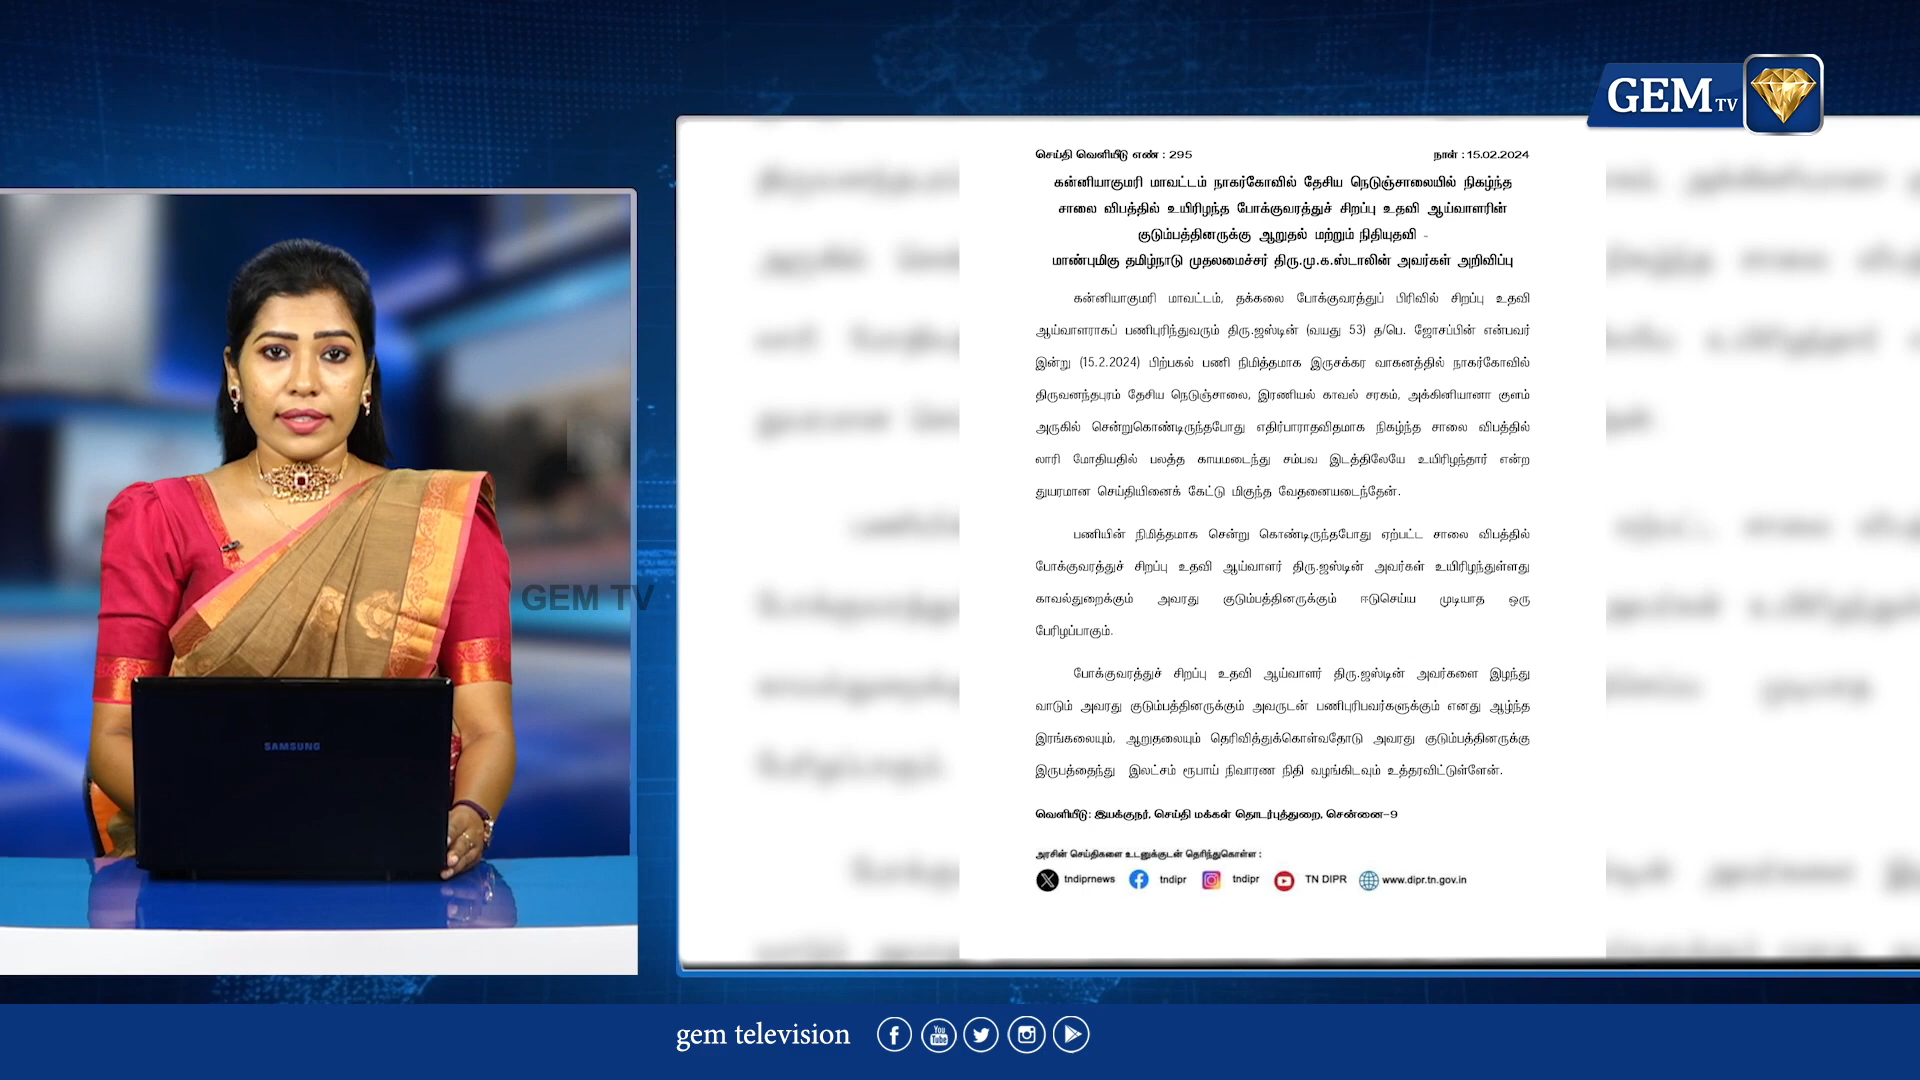 GEM TV
செய்தி வெளியீடு எண் : 295 நாள் : 15.02.2024
கன்னியாகுமரி மாவட்டம் நாகர்கோவில் தேசிய நெடுஞ்சாலையில் நிகழ்ந்த
சாலை விபத்தில் உயிரிழந்த போக்குவரத்துச் சிறப்பு உதவி ஆய்வாளரின்
குடும்பத்தினருக்கு ஆறுதல் மற்றும் நிதியுதவி -
மாண்புமிகு தமிழ்நாடு முதலமைச்சர் திரு.மு.க.ஸ்டாலின் அவர்கள் அறிவிப்பு
கன்னியாகுமரி மாவட்டம், தக்கலை போக்குவரத்துப் பிரிவில் சிறப்பு உதவி
ஆய்வாளராகப் பணிபுரிந்துவரும் திரு.ஜஸ்டின் (வயது 53) த/பெ. ஜோசப்பின் என்பவர்
இன்று (15.2.2024) பிற்பகல் பணி நிமித்தமாக இருசக்கர வாகனத்தில் நாகர்கோவில்
திருவனந்தபுரம் தேசிய நெடுஞ்சாலை, இரணியல் காவல் சரகம், அக்கினியானா குளம்
அருகில் சென்றுகொண்டிருந்தபோது எதிர்பாராதவிதமாக நிகழ்ந்த சாலை விபத்தில்
லாரி மோதியதில் பலத்த காயமடைந்து சம்பவ இடத்திலேயே உயிரிழந்தார் என்ற
துயரமான செய்தியினைக் கேட்டு மிகுந்த வேதனையடைந்தேன்.
பணியின் நிமித்தமாக சென்று கொண்டிருந்தபோது ஏற்பட்ட சாலை விபத்தில்
போக்குவரத்துச் சிறப்பு உதவி ஆய்வாளர் திரு.ஜஸ்டின் அவர்கள் உயிரிழந்துள்ளது
காவல்துறைக்கும் அவரது குடும்பத்தினருக்கும் ஈடுசெய்ய முடியாத ஒரு
பேரிழப்பாகும்.
போக்குவரத்துச் சிறப்பு உதவி ஆய்வாளர் திரு.ஜஸ்டின் அவர்களை இழந்து
வாடும் அவரது குடும்பத்தினருக்கும் அவருடன் பணிபுரிபவர்களுக்கும் எனது ஆழ்ந்த
இரங்கலையும், ஆறுதலையும் தெரிவித்துக்கொள்வதோடு அவரது குடும்பத்தினருக்கு
இருபத்தைந்து இலட்சம் ரூபாய் நிவாரண நிதி வழங்கிடவும் உத்தரவிட்டுள்ளேன்.
வெளியீடு: இயக்குநர், செய்தி மக்கள் தொடர்புத்துறை, சென்னை-9
அரசின் செய்திகளை உடனுக்குடன் தெரிந்துகொள்ள :
tndiprnews tndipr tndipr TN DIPR www.dipr.tn.gov.in
GEM TV
SAMSUNG
gem television You Tube